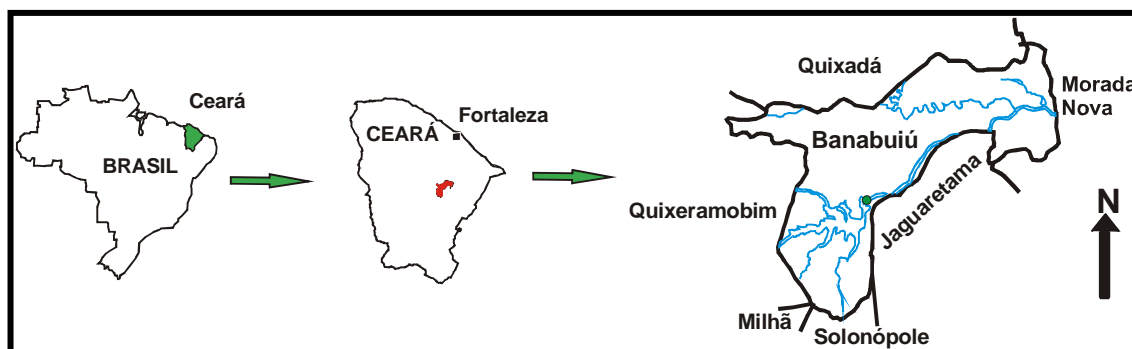 Ceará
BRASIL
Fortaleza
CEARÁ
Quixadá
Morada
Nova
Banabuiú
Quixeramobim
Jaguaretama
N
Milhã
Solonópole